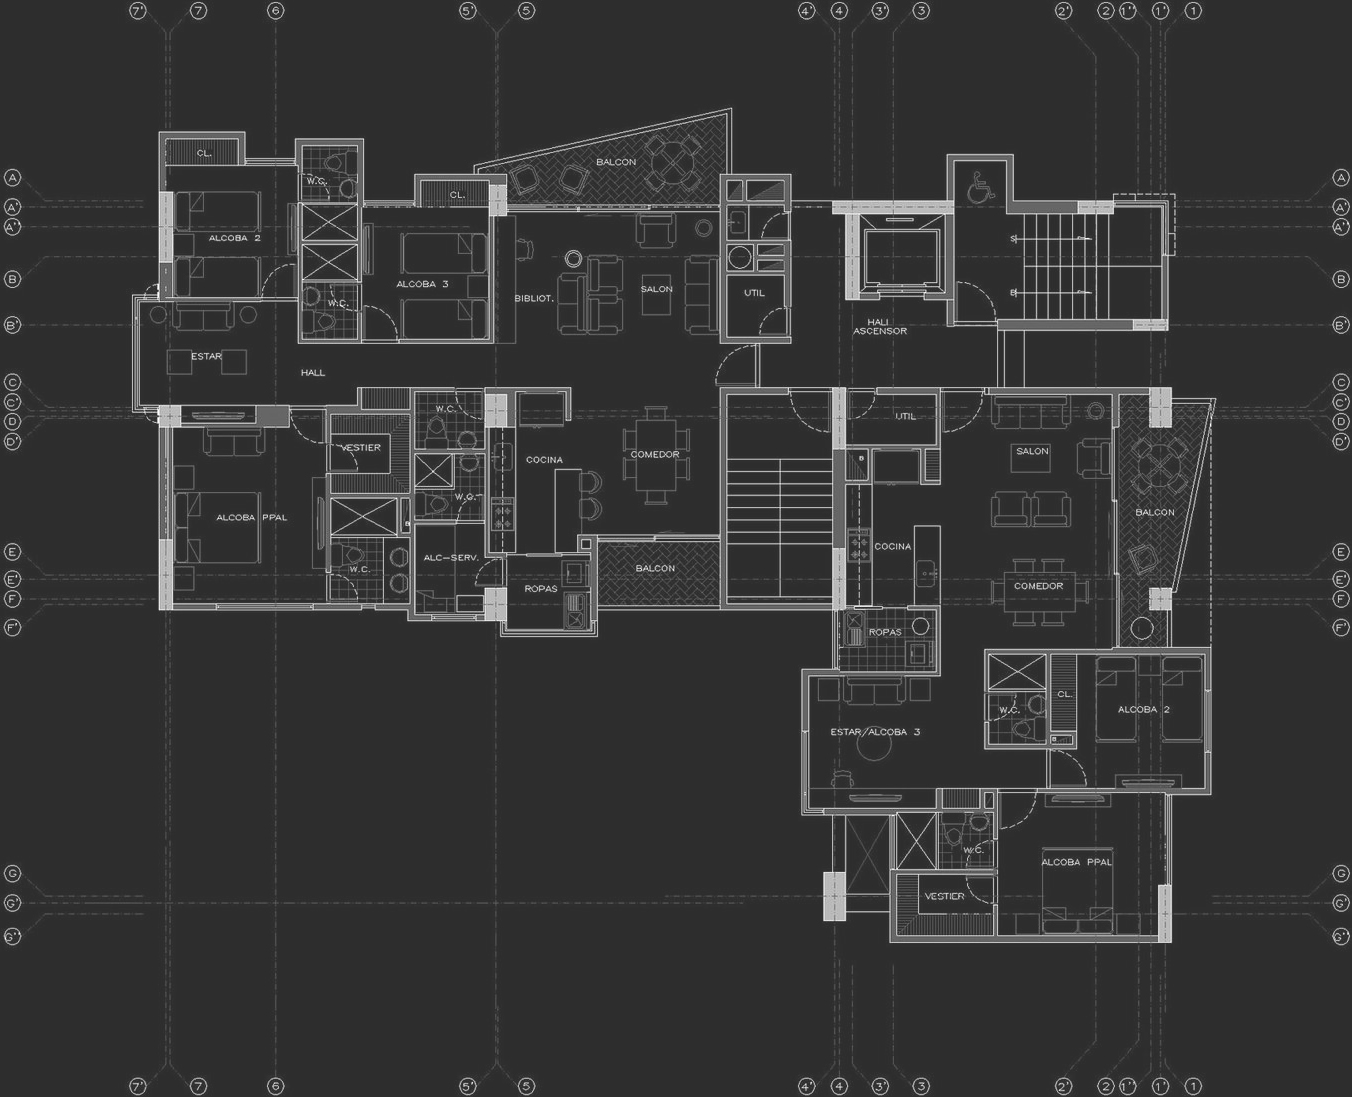 7' 7 6 5' 5 4' 4 3' 3 2' 2 1'' 1' 1
CL.
W.C.
BALCON
A A
A' A'
A'' A''
CL.
ALCOBA 2
S
B B
ALCOBA 3
BIBLIOT.
SALON
UTIL
B
W.C.
HALL
ASCENSOR
B' B'
ESTAR
HALL
C C
C' C'
D D
D' D'
W.C.
UTIL
VESTIER
COCINA
COMEDOR
SALON
W.C.
ALCOBA PPAL
BALCON
E E
ALC-SERV.
COCINA
W.C.
BALCON
E' E'
ROPAS
COMEDOR
F F
F' F'
ROPAS
CL.
W.C.
ALCOBA 2
ESTAR/ALCOBA 3
W.C.
ALCOBA PPAL
G G
VESTIER
G' G'
G'' G''
7' 7 6 5' 5 4' 4 3' 3 2' 2 1'' 1' 1